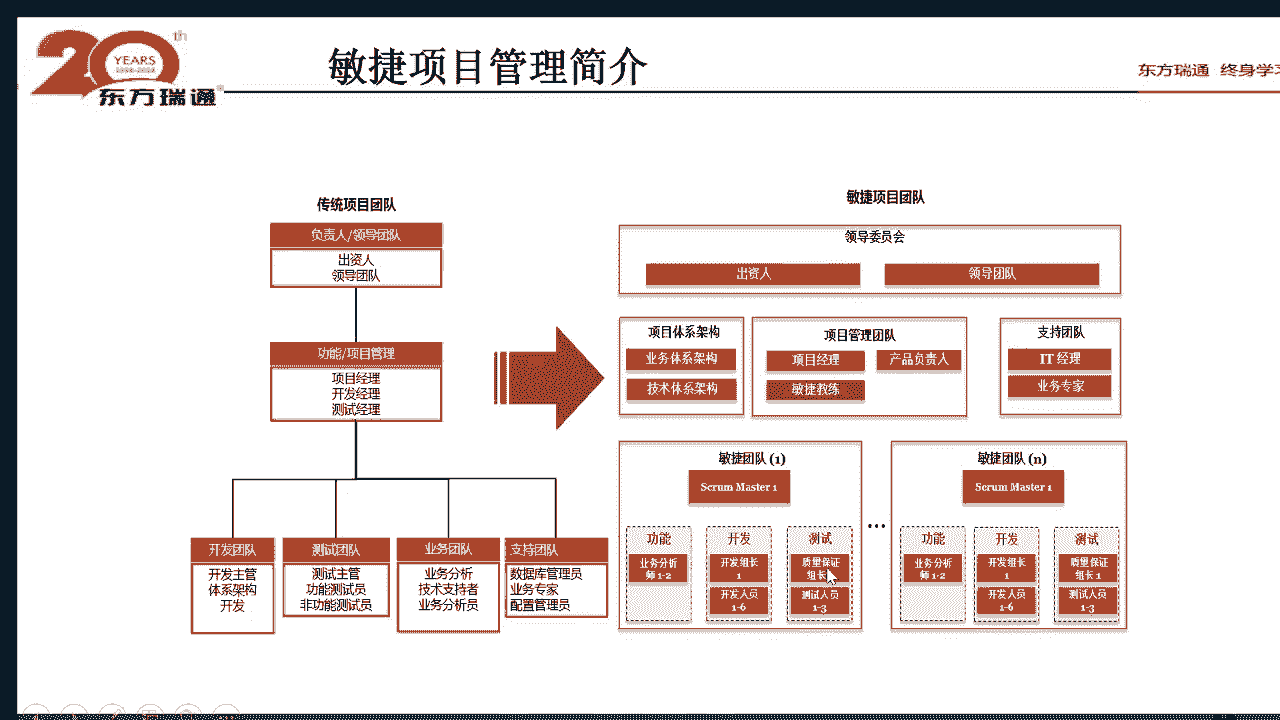 20th
YEARS
东方瑞通
敏捷项目管理简介
东方瑞通 终身学习
传统项目团队
负责人/领导团队
出资人
领导团队
功能/项目管理
项目经理
开发经理
测试经理
开发团队
开发主管
体系架构
开发
测试团队
测试主管
功能测试员
非功能测试员
业务团队
业务分析
技术支持者
业务分析员
支持团队
数据库管理员
业务专家
配置管理员
敏捷项目团队
领导委员会
出资人
领导团队
项目体系架构
业务体系架构
技术体系架构
项目管理团队
项目经理
产品负责人
敏捷教练
支持团队
IT 经理
业务专家
敏捷团队 (1)
Scrum Master 1
功能
业务分析
师 1-2
开发
开发组长
1
开发人员
1-6
测试
质量保证
组长
测试人员
1-3
...
敏捷团队 (n)
Scrum Master 1
功能
业务分析
师 1-2
开发
开发组长
1
开发人员
1-6
测试
质量保证
组长 1
测试人员
1-3